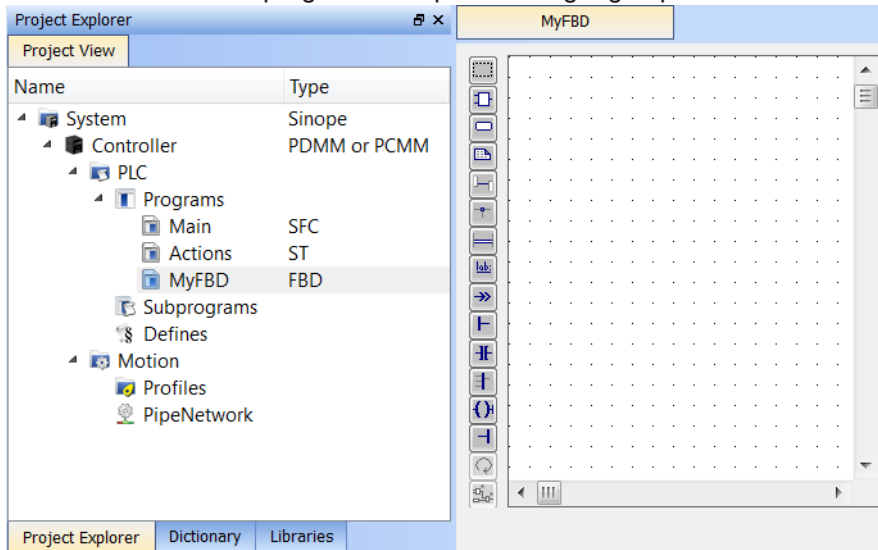 Project Explorer
MyFBD
Project View
Name Type
System Sinope
Controller PDMM or PCMM
PLC
Programs
Main SFC
Actions ST
MyFBD FBD
Subprograms
Defines
Motion
Profiles
PipeNetwork
lab:
Project Explorer Dictionary Libraries